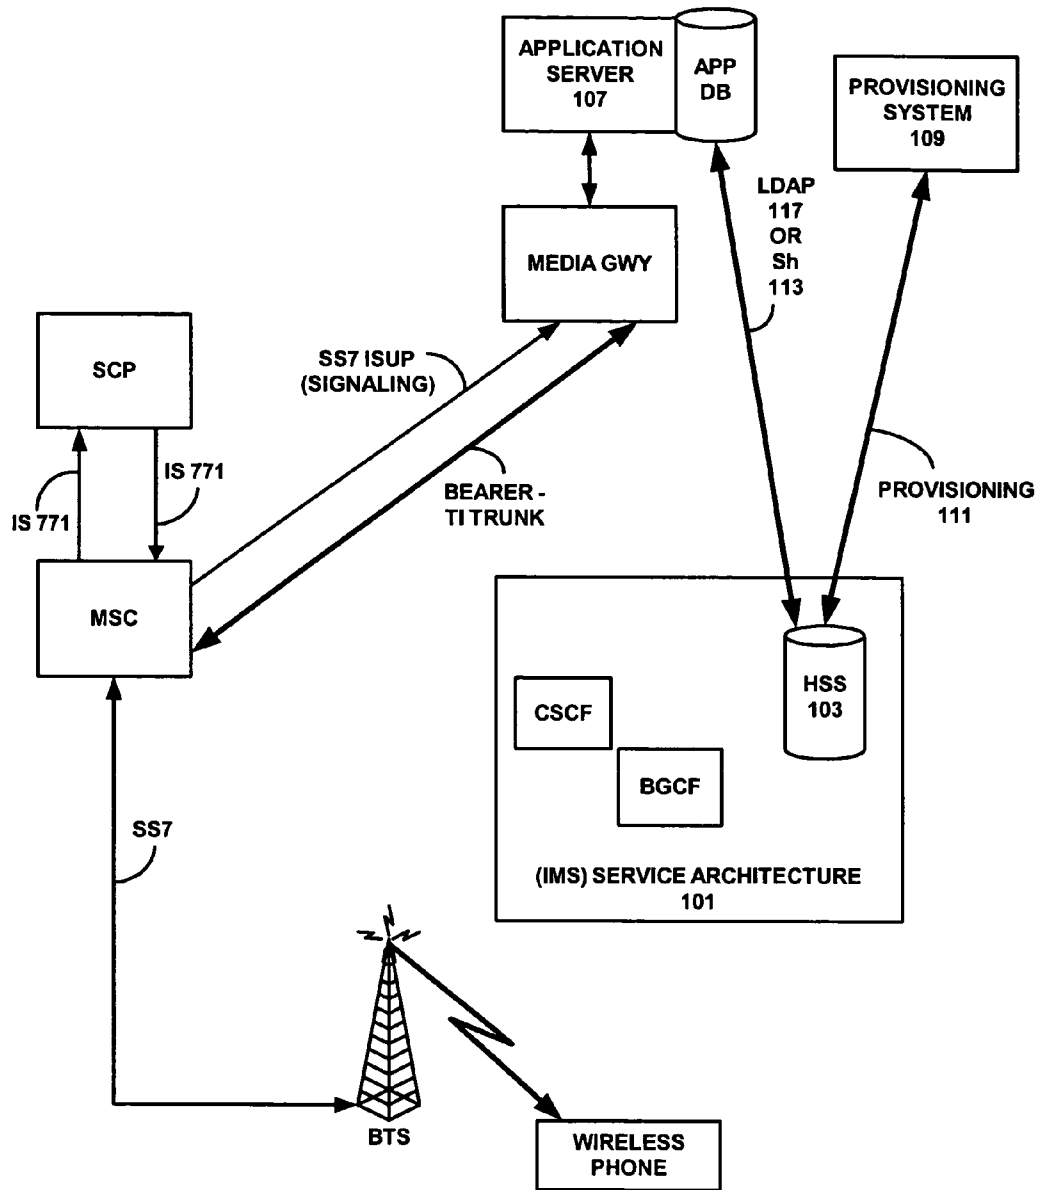 APPLICATION
SERVER
107
APP
DB
PROVISIONING
SYSTEM
109
LDAP
117
OR
Sh
113
MEDIA GWY
SCP
SS7 ISUP
(SIGNALING)
IS 771
IS 771
BEARER -
TI TRUNK
PROVISIONING
111
MSC
HSS
103
CSCF
BGCF
SS7
(IMS) SERVICE ARCHITECTURE
101
BTS
WIRELESS
PHONE